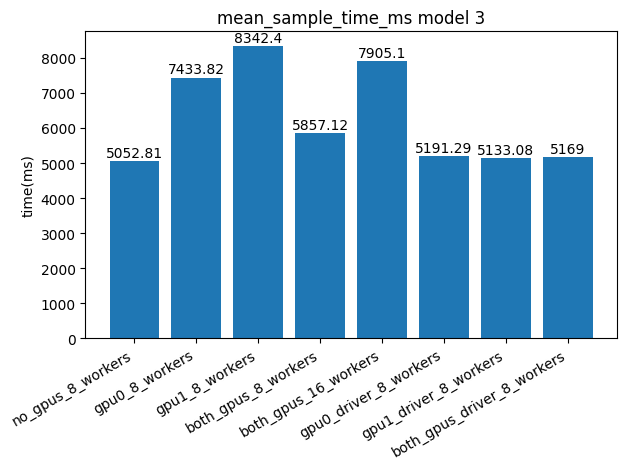 mean_sample_time_ms model 3
time(ms)
8000
7000
6000
5000
4000
3000
2000
1000
0
5052.81
7433.82
8342.4
5857.12
7905.1
5191.29
5133.08
5169
no_gpus_8_workers
gpu0_8_workers
gpu1_8_workers
both_gpus_8_workers
both_gpus_16_workers
gpu0_driver_8_workers
gpu1_driver_8_workers
both_gpus_driver_8_workers